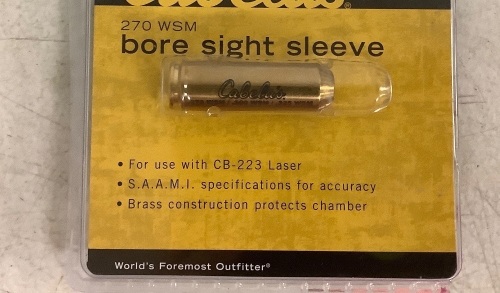 Cabela's®
270 WSM
bore sight sleeve
Cabela's
• For use with CB-223 Laser
• S.A.A.M.I. specifications for accuracy
• Brass construction protects chamber
World's Foremost Outfitter®